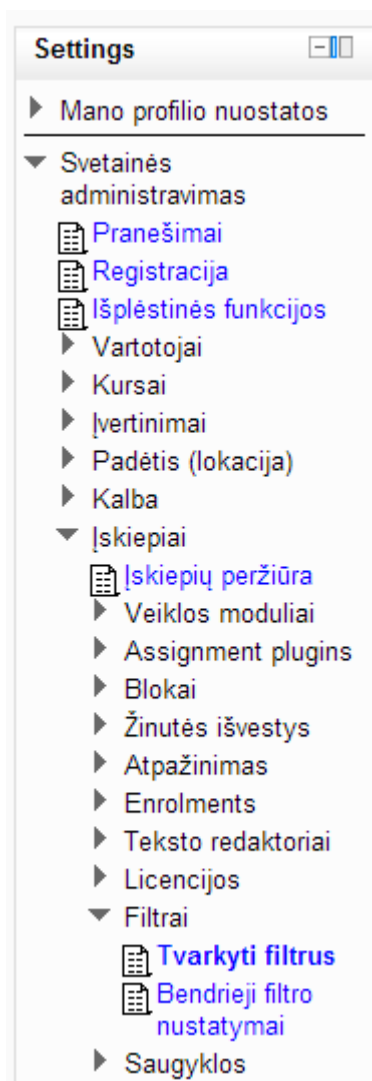 Settings
Mano profilio nuostatos
Svetainės
administravimas
Pranešimai
Registracija
Išplėstinės funkcijos
Vartotojai
Kursai
Įvertinimai
Padėtis (lokacija)
Kalba
Įskiepiai
Įskiepių peržiūra
Veiklos moduliai
Assignment plugins
Blokai
Žinutės išvestys
Atpažinimas
Enrolments
Teksto redaktoriai
Licencijos
Filtrai
Tvarkyti filtrus
Bendrieji filtro
nustatymai
Saugyklos